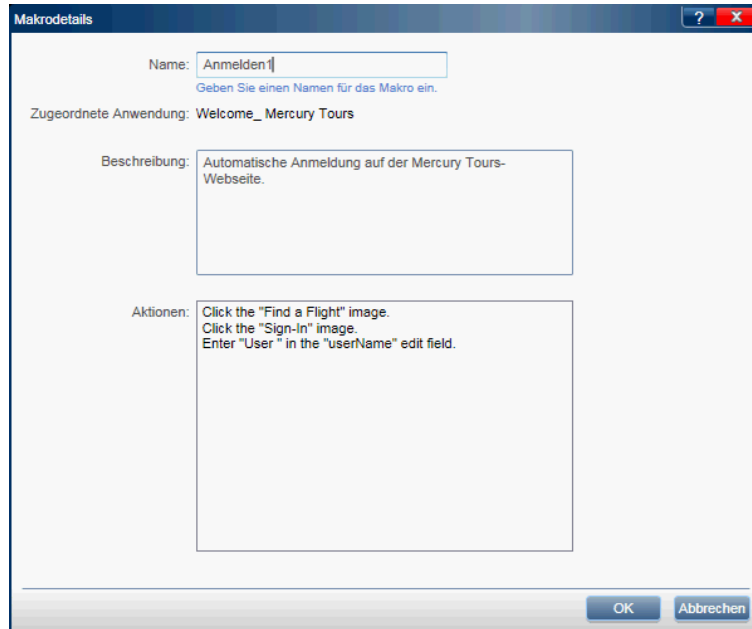 Makrodetails
?
X
Name: Anmelden1
Geben Sie einen Namen für das Makro ein.
Zugeordnete Anwendung: Welcome_ Mercury Tours
Beschreibung: Automatische Anmeldung auf der Mercury Tours-
Webseite.
Aktionen: Click the "Find a Flight" image.
Click the "Sign-In" image.
Enter "User " in the "userName" edit field.
OK
Abbrechen